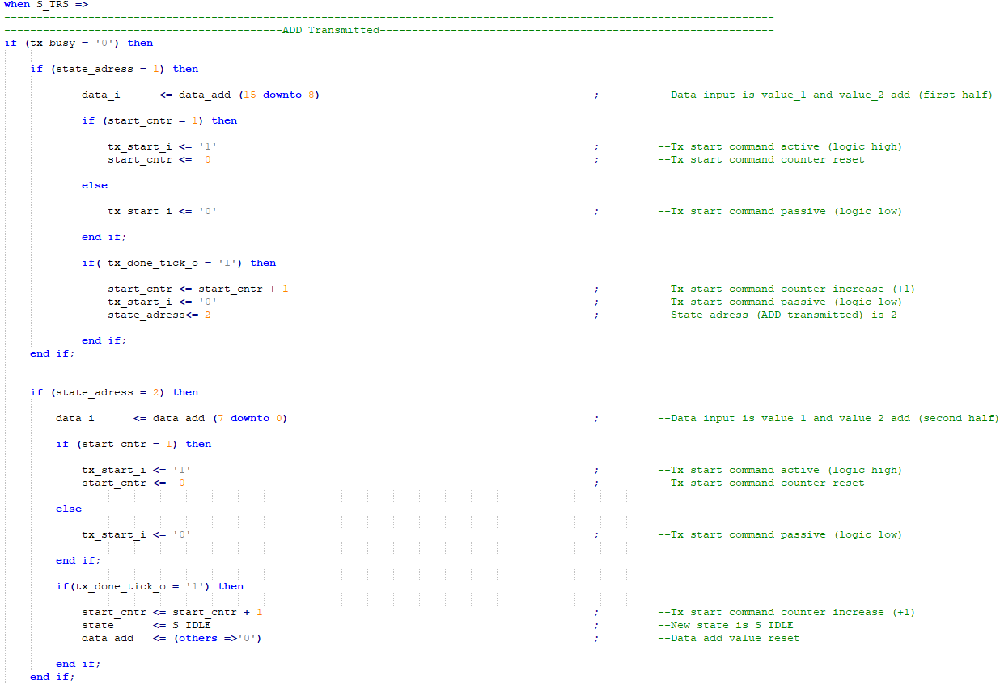 when S_TRS =>
-----------------------------------------------------------------------------------------------------------------------
-------------------------------------------ADD Transmitted-------------------------------------------------------------
if (tx_busy = '0') then
if (state_adress = 1) then
data_i <= data_add (15 downto 8) ; --Data input is value_1 and value_2 add (first half)
if (start_cntr = 1) then
tx_start_i <= '1' ; --Tx start command active (logic high)
start_cntr <= 0 ; --Tx start command counter reset
else
tx_start_i <= '0' ; --Tx start command passive (logic low)
end if;
if( tx_done_tick_o = '1') then
start_cntr <= start_cntr + 1 ; --Tx start command counter increase (+1)
tx_start_i <= '0' ; --Tx start command passive (logic low)
state_adress<= 2 ; --State adress (ADD transmitted) is 2
end if;
end if;
if (state_adress = 2) then
data_i <= data_add (7 downto 0) ; --Data input is value_1 and value_2 add (second half)
if (start_cntr = 1) then
tx_start_i <= '1' ; --Tx start command active (logic high)
start_cntr <= 0 ; --Tx start command counter reset
else
tx_start_i <= '0' ; --Tx start command passive (logic low)
end if;
if(tx_done_tick_o = '1') then
start_cntr <= start_cntr + 1 ; --Tx start command counter increase (+1)
state <= S_IDLE ; --New state is S_IDLE
data_add <= (others =>'0') ; --Data add value reset
end if;
end if;